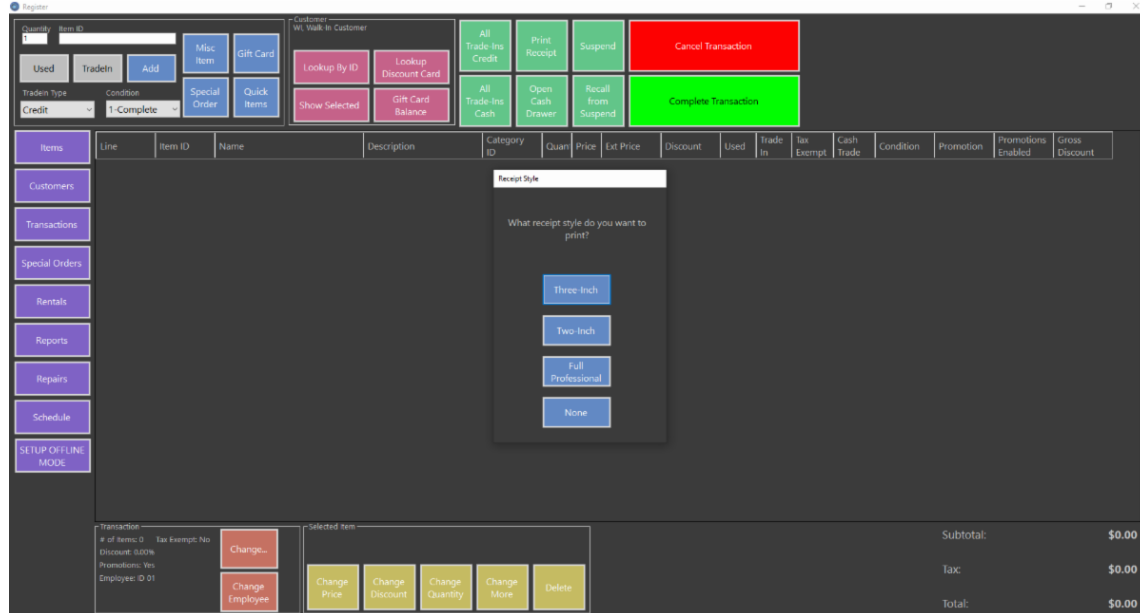 Register
Quantity Item ID
1
Used
TradeIn
Add
Misc
Item
Gift Card
TradeIn Type
Condition
Credit
1-Complete
Special
Order
Quick
Items
Customer
WI, Walk-In Customer
Lookup By ID
Lookup
Discount Card
Show Selected
Gift Card
Balance
All
Trade-Ins
Credit
Print
Receipt
Suspend
All
Trade-Ins
Cash
Open
Cash
Drawer
Recall
from
Suspend
Cancel Transaction
Complete Transaction
Items
Customers
Transactions
Special Orders
Rentals
Reports
Repairs
Schedule
SETUP OFFLINE
MODE
Line
Item ID
Name
Description
Category
ID
Quan
Price
Ext Price
Discount
Used
Trade
In
Tax
Exempt
Cash
Trade
Condition
Promotion
Promotions
Enabled
Gross
Discount
Receipt Style
What receipt style do you want to
print?
Three-Inch
Two-Inch
Full
Professional
None
Transaction
# of Items: 0 Tax Exempt: No
Discount: 0.00%
Promotions: Yes
Employee: ID 01
Change...
Change
Employee
Selected Item
Change
Price
Change
Discount
Change
Quantity
Change
More
Delete
Subtotal: $0.00
Tax: $0.00
Total: $0.00